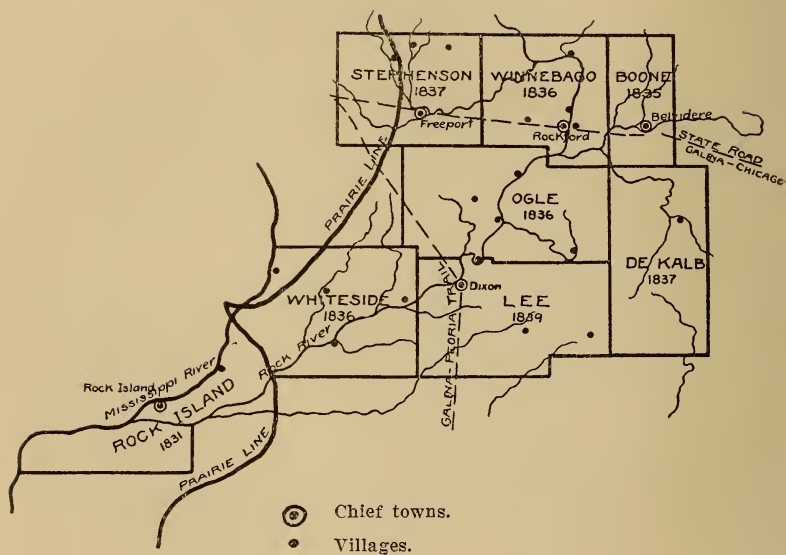 STEPHENSON
1837
WINNEBAGO
1836
BOONE
1835
Freeport
Rockford
Belvidere
STATE ROAD
GALENA-CHICAGO
PRAIRIE LINE
OGLE
1836
DE KALB
1837
WHITESIDE
1836
Dixon
LEE
1839
GALENA-PEORIA TRAIL
Rock River
Rock Island
Mississippi River
ROCK ISLAND
1831
PRAIRIE LINE
Chief towns.
Villages.